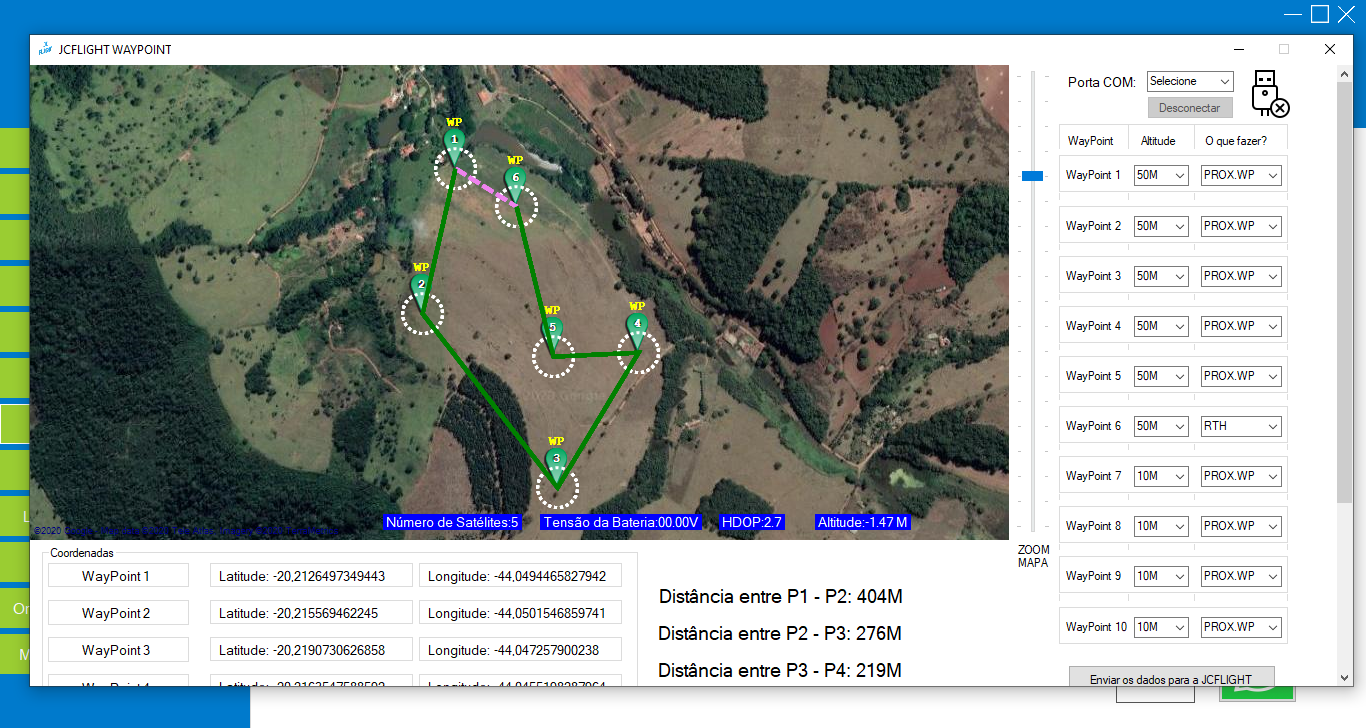 JCFLIGHT WAYPOINT
WP
1
WP
6
WP
2
WP
5
WP
4
WP
3
©2020
Número de Satélites:5 Tensão da Bateria:00.00V HDOP:2.7 Altitude:-1.47 M
ZOOM
MAPA
Porta COM: Selecione
Desconectar
WayPoint Altitude O que fazer?
WayPoint 1 50M PROX.WP
WayPoint 2 50M PROX.WP
WayPoint 3 50M PROX.WP
WayPoint 4 50M PROX.WP
WayPoint 5 50M PROX.WP
WayPoint 6 50M RTH
WayPoint 7 10M PROX.WP
WayPoint 8 10M PROX.WP
WayPoint 9 10M PROX.WP
WayPoint 10 10M PROX.WP
Enviar os dados para a JCFLIGHT
Coordenadas
WayPoint 1 Latitude: -20,2126497349443 Longitude: -44,0494465827942
WayPoint 2 Latitude: -20,215569462245 Longitude: -44,0501546859741
WayPoint 3 Latitude: -20,2190730626858 Longitude: -44,047257900238
Distância entre P1 - P2: 404M
Distância entre P2 - P3: 276M
Distância entre P3 - P4: 219M
L
Or
M